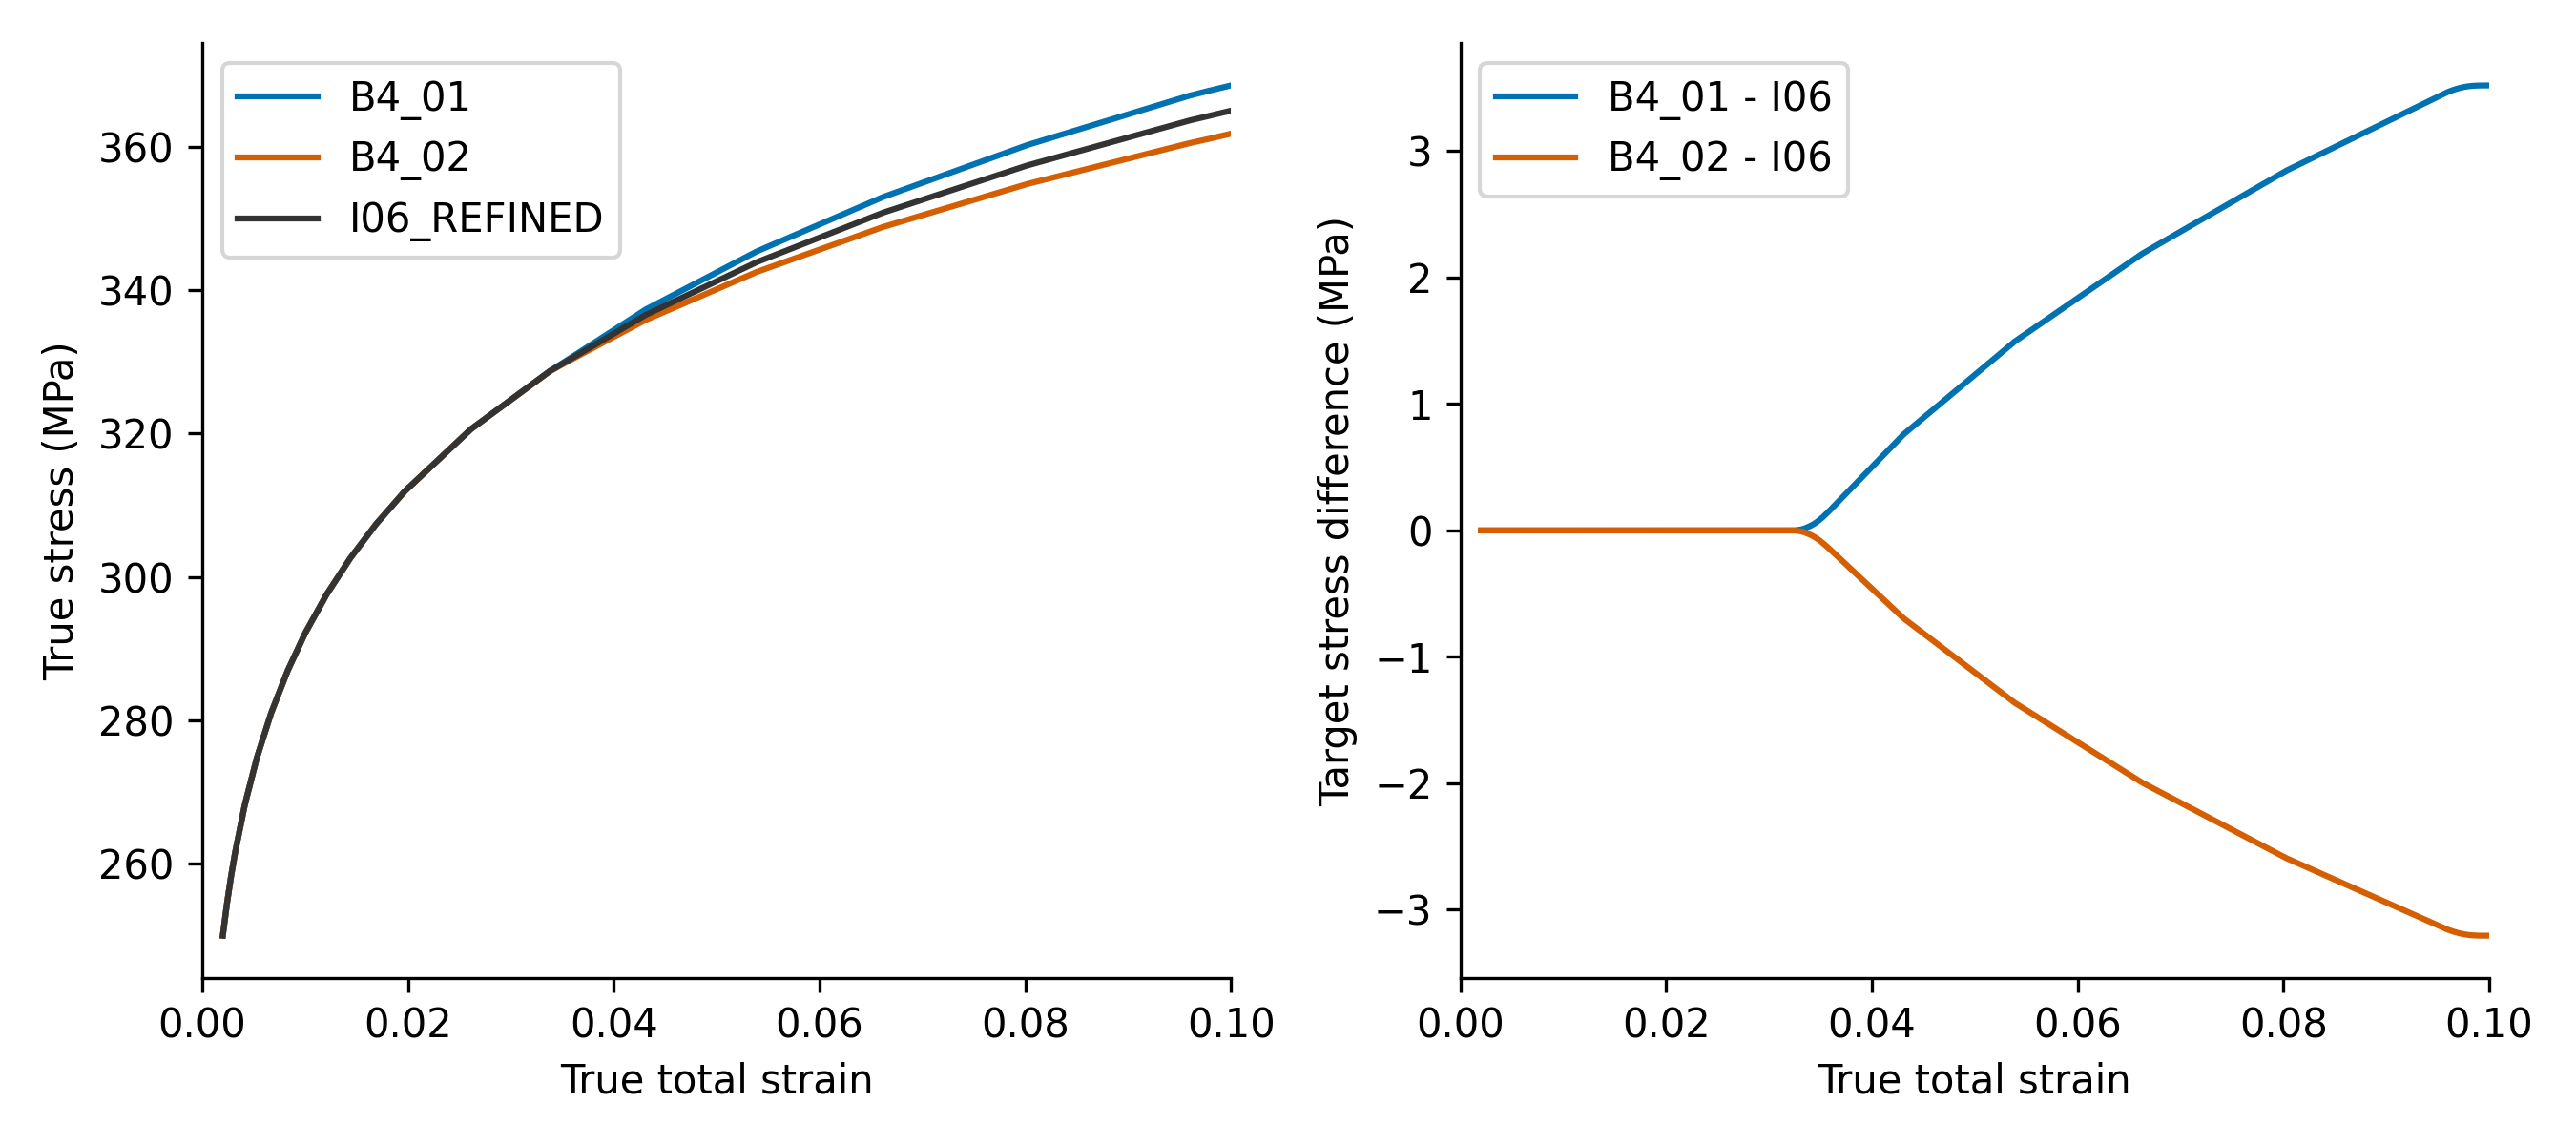 B4_01
B4_02
I06_REFINED
True stress (MPa)
360
340
320
300
280
260
0.00 0.02 0.04 0.06 0.08 0.10
True total strain
B4_01 - I06
B4_02 - I06
Target stress difference (MPa)
3
2
1
0
−1
−2
−3
0.00 0.02 0.04 0.06 0.08 0.10
True total strain